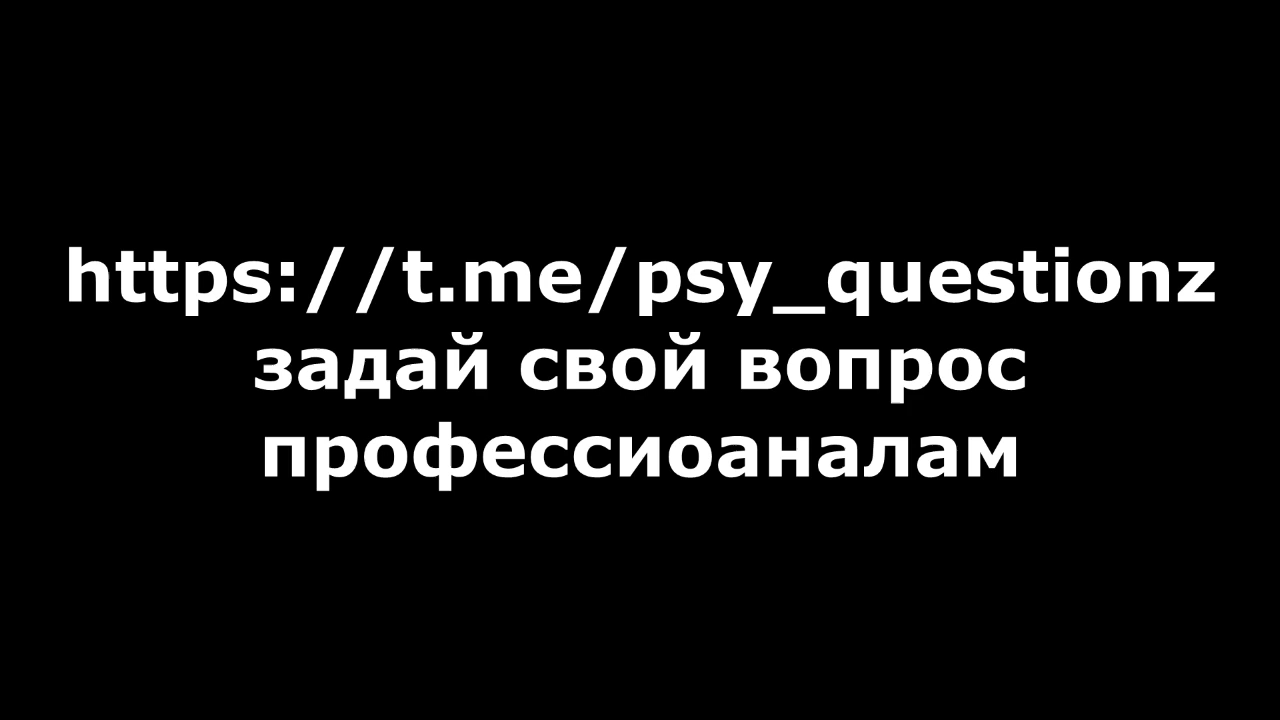 https://t.me/psy_questionz
задай свой вопрос
профессиоаналам